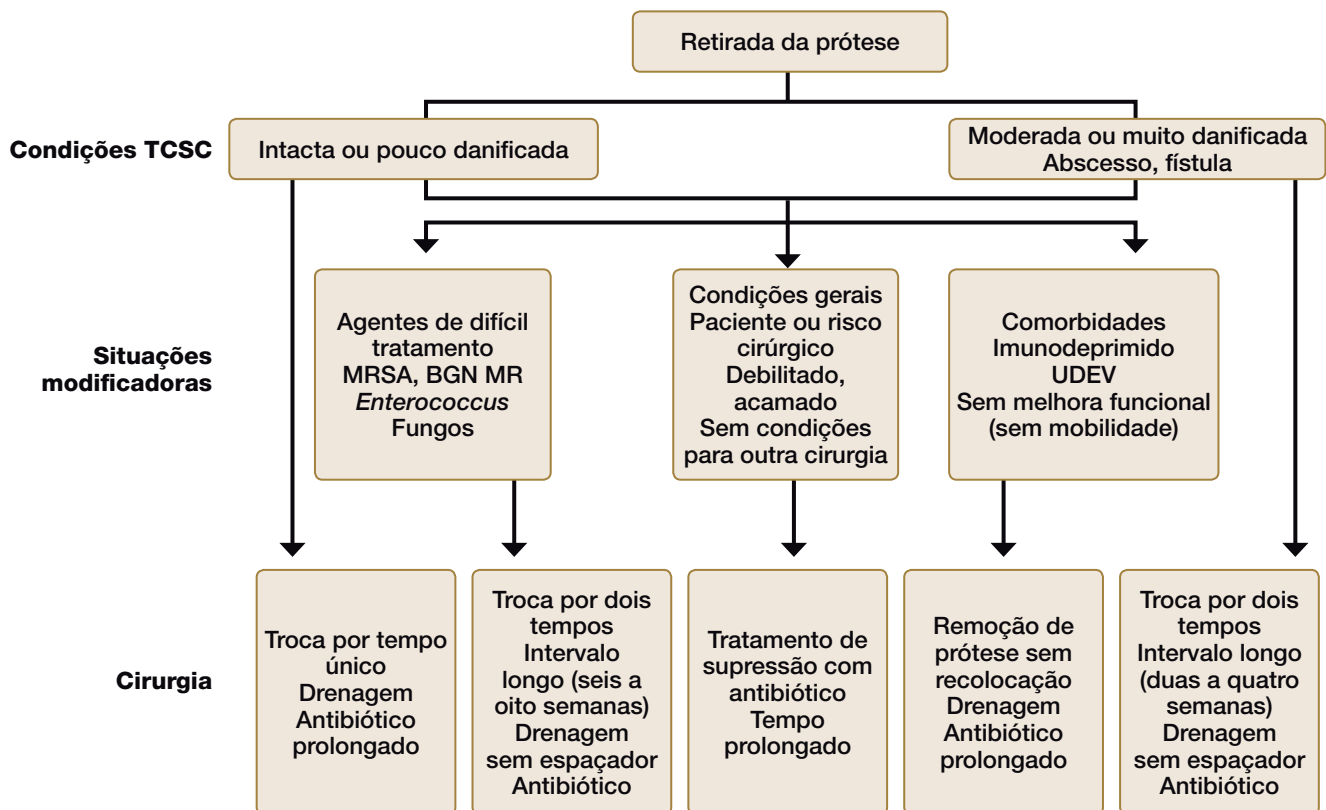 Retirada da prótese
Condições TCSC
Intacta ou pouco danificada
Moderada ou muito danificada
Abscesso, fístula
Situações
modificadoras
Agentes de difícil
tratamento
MRSA, BGN MR
Enterococcus
Fungos
Condições gerais
Paciente ou risco
cirúrgico
Debilitado,
acamado
Sem condições
para outra cirurgia
Comorbidades
Imunodeprimido
UDEV
Sem melhora funcional
(sem mobilidade)
Cirurgia
Troca por tempo
único
Drenagem
Antibiótico
prolongado
Troca por dois
tempos
Intervalo
longo (seis a
oito semanas)
Drenagem
sem espaçador
Antibiótico
Tratamento de
supressão com
antibiótico
Tempo
prolongado
Remoção de
prótese sem
recolocação
Drenagem
Antibiótico
prolongado
Troca por dois
tempos
Intervalo longo
(duas a quatro
semanas)
Drenagem
sem espaçador
Antibiótico